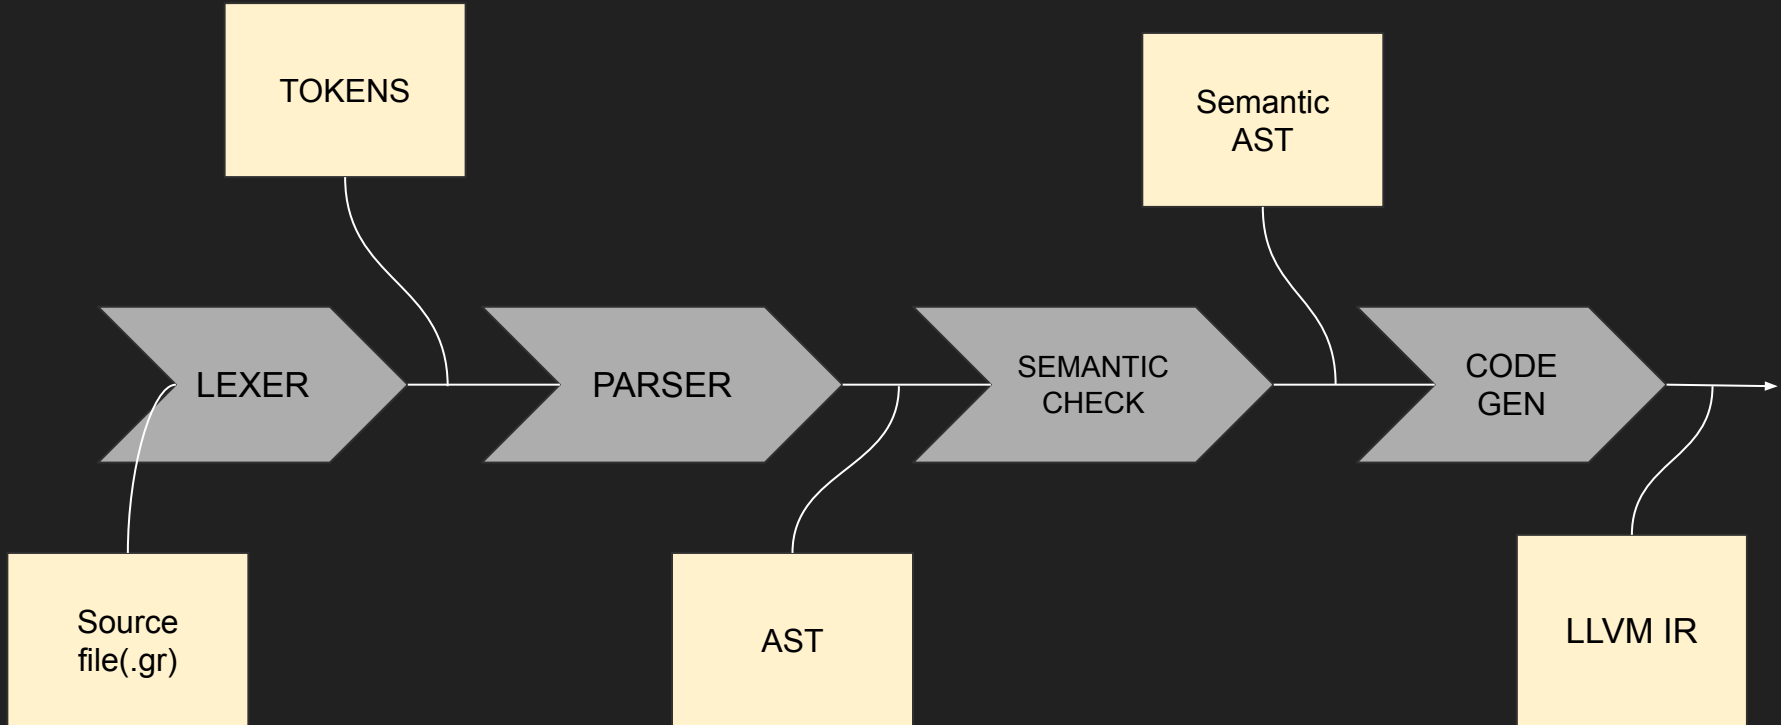 TOKENS
Semantic
AST
LEXER
PARSER
SEMANTIC
CHECK
CODE
GEN
Source
file(.gr)
AST
LLVM IR